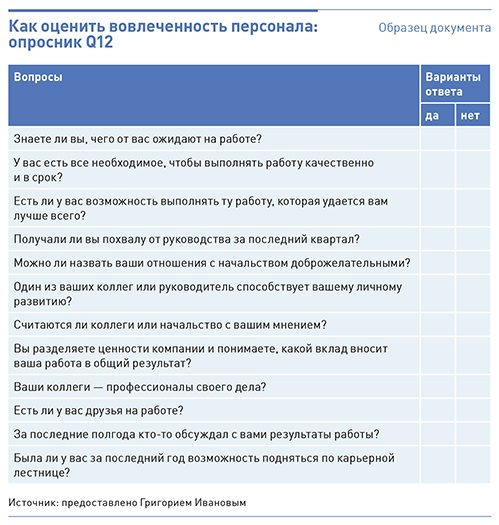 Как оценить вовлеченность персонала:
опросник Q12
Образец документа
Вопросы
Варианты
ответа
да
нет
Знаете ли вы, чего от вас ожидают на работе?
У вас есть все необходимое, чтобы выполнять работу качественно
и в срок?
Есть ли у вас возможность выполнять ту работу, которая удается вам
лучше всего?
Получали ли вы похвалу от руководства за последний квартал?
Можно ли назвать ваши отношения с начальством доброжелательными?
Один из ваших коллег или руководитель способствует вашему личному
развитию?
Считаются ли коллеги или начальство с вашим мнением?
Вы разделяете ценности компании и понимаете, какой вклад вносит
ваша работа в общий результат?
Ваши коллеги — профессионалы своего дела?
Есть ли у вас друзья на работе?
За последние полгода кто-то обсуждал с вами результаты работы?
Была ли у вас за последний год возможность подняться по карьерной
лестнице?
Источник: предоставлено Григорием Ивановым